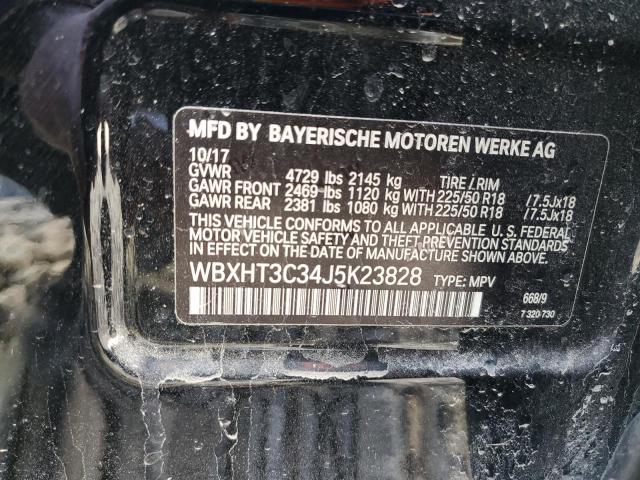 MFD BY BAYERISCHE MOTOREN WERKE AG
10/17
GVWR 4729 lbs 2145 kg TIRE /RIM
GAWR FRONT 2469 lbs 1120 kg WITH 225/50 R18 /7.5Jx18
GAWR REAR 2381 lbs 1080 kg WITH 225/50 R18 /7.5Jx18
THIS VEHICLE CONFORMS TO ALL APPLICABLE U. S. FEDERAL
MOTOR VEHICLE SAFETY AND THEFT PREVENTION STANDARDS
IN EFFECT ON THE DATE OF MANUFACTURE SHOWN ABOVE.
WBXHT3C34J5K23828 TYPE: MPV
668/9
7 320 730